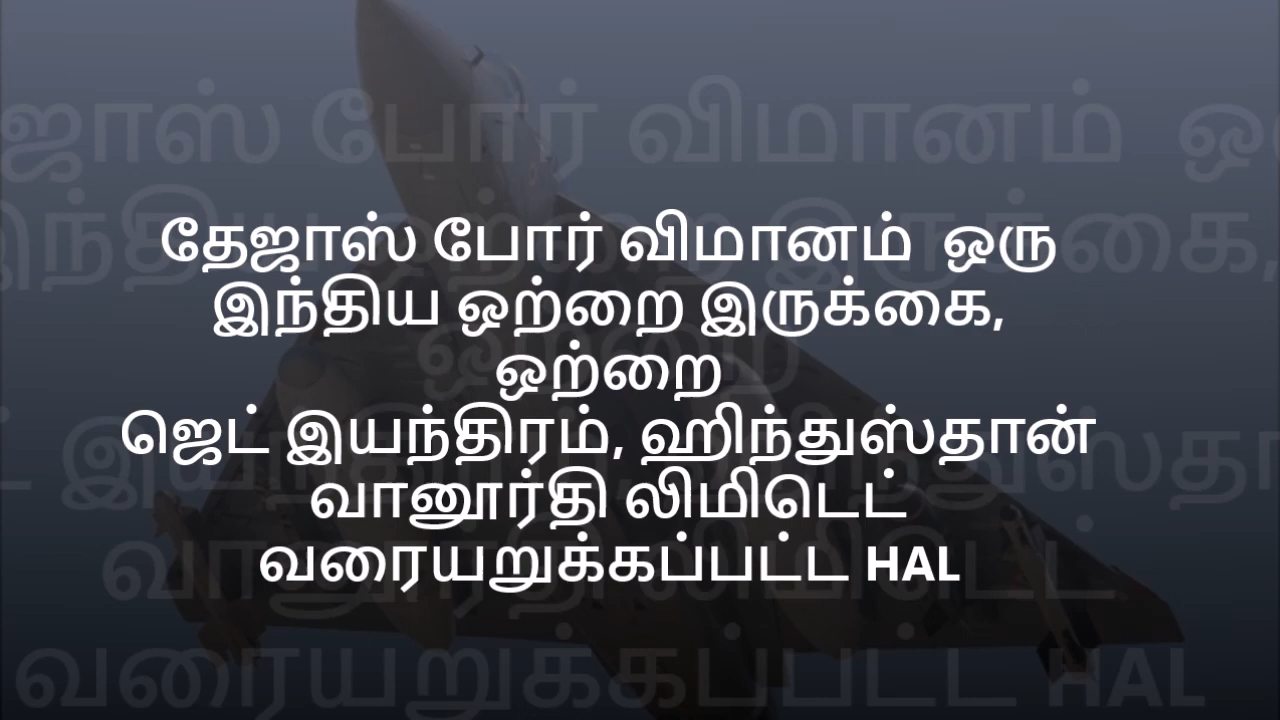 தேஜாஸ் போர் விமானம்  ஒரு
இந்திய ஒற்றை இருக்கை,
ஒற்றை
ஜெட் இயந்திரம், ஹிந்துஸ்தான்
வானூர்தி லிமிடெட்
வரையறுக்கப்பட்ட HAL